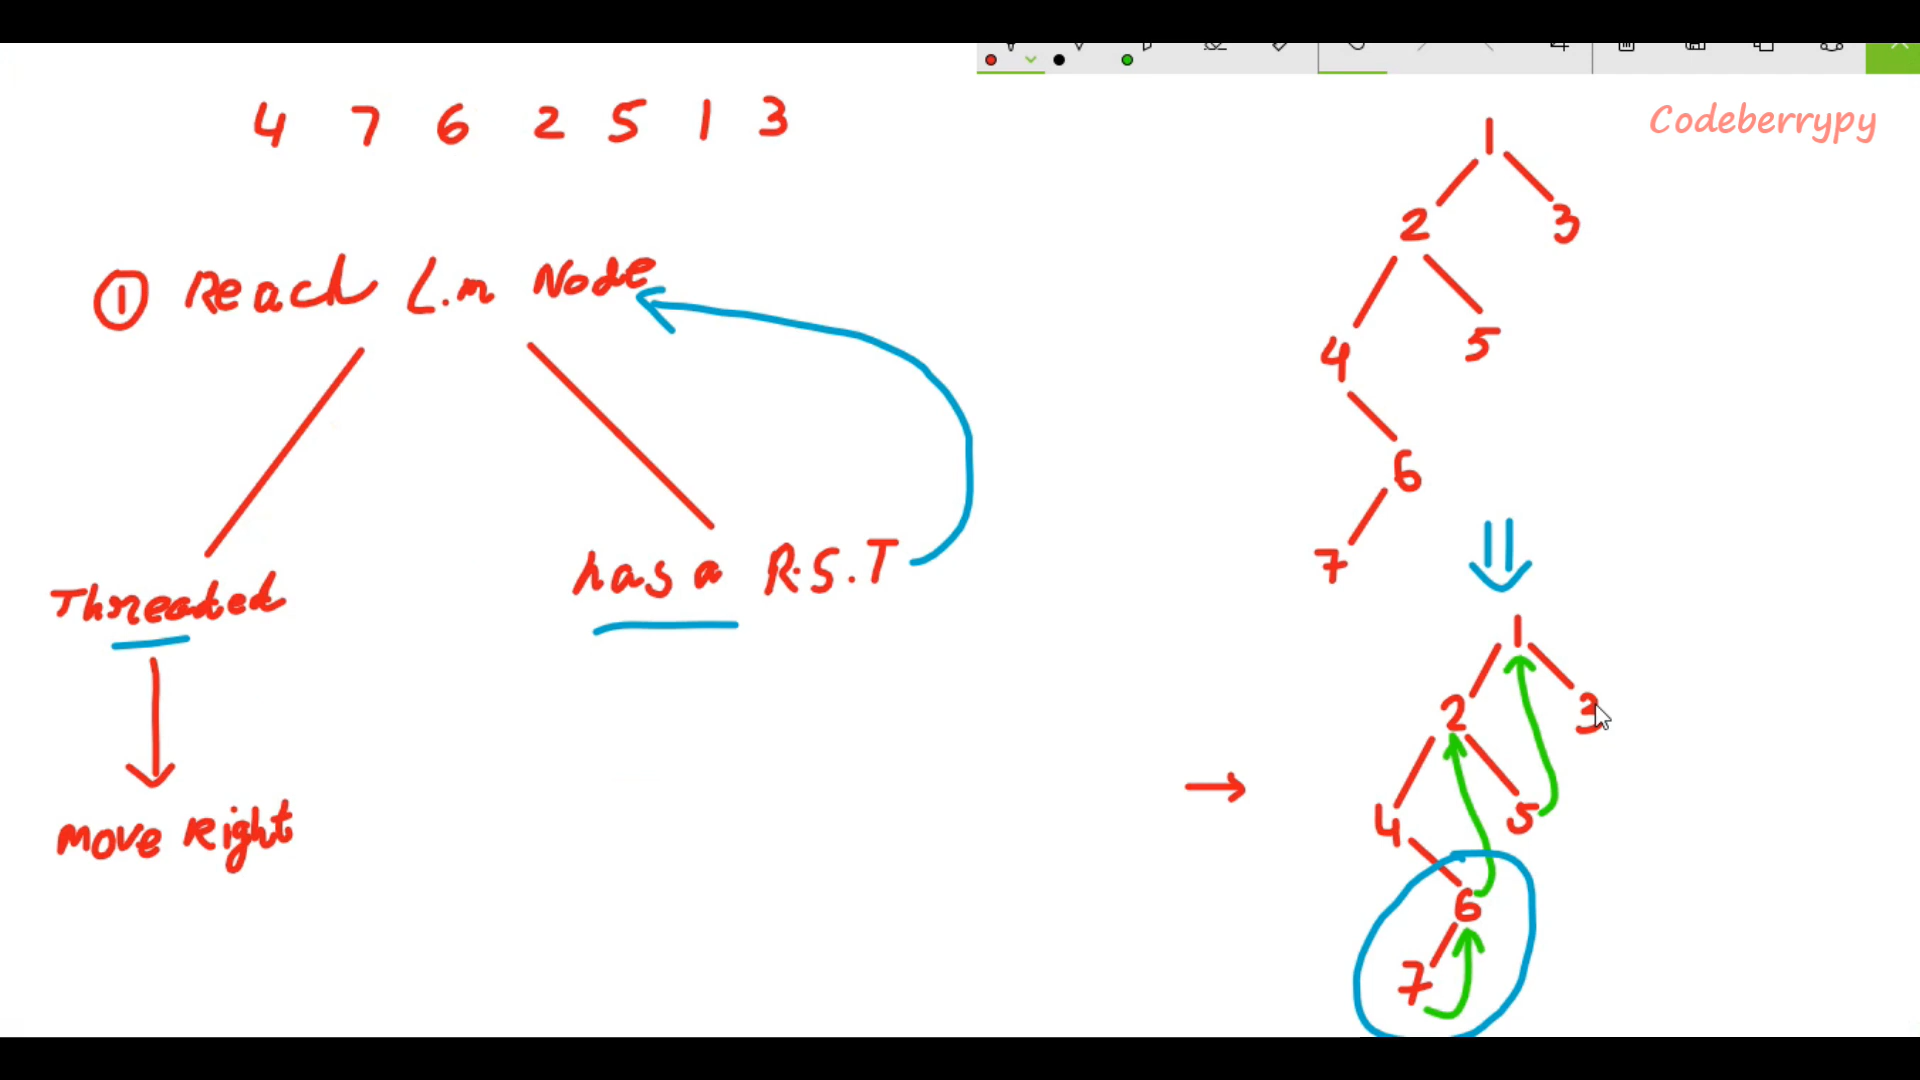 4 7 6 2 5 1 3
Codeberrypy
① Reach L.m Node
Threaded
has a R.S.T
Move Right
1
2 3
4 5
6
7
1
2 3
4 5
6
7